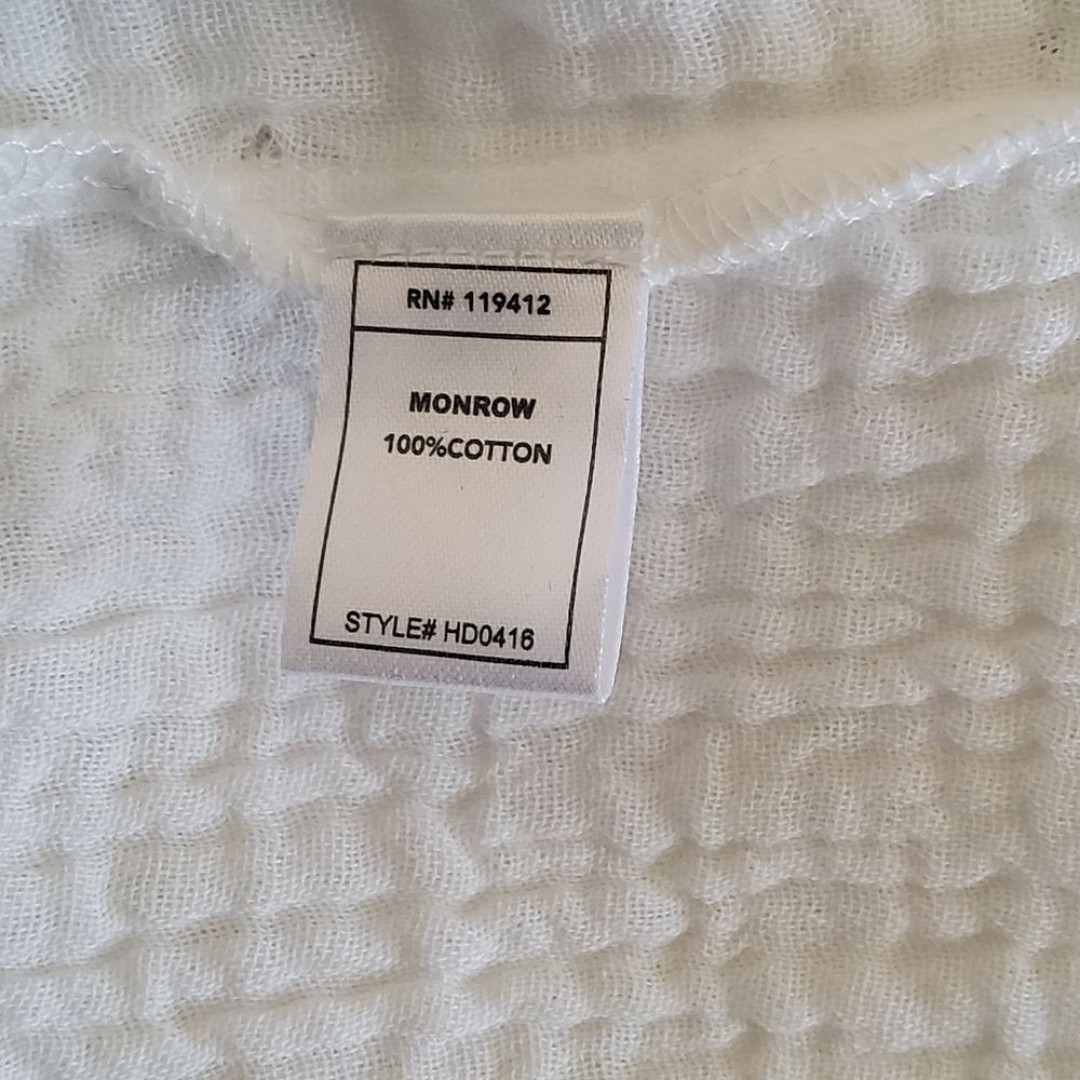 RN# 119412
MONROW
100%COTTON
STYLE# HD0416